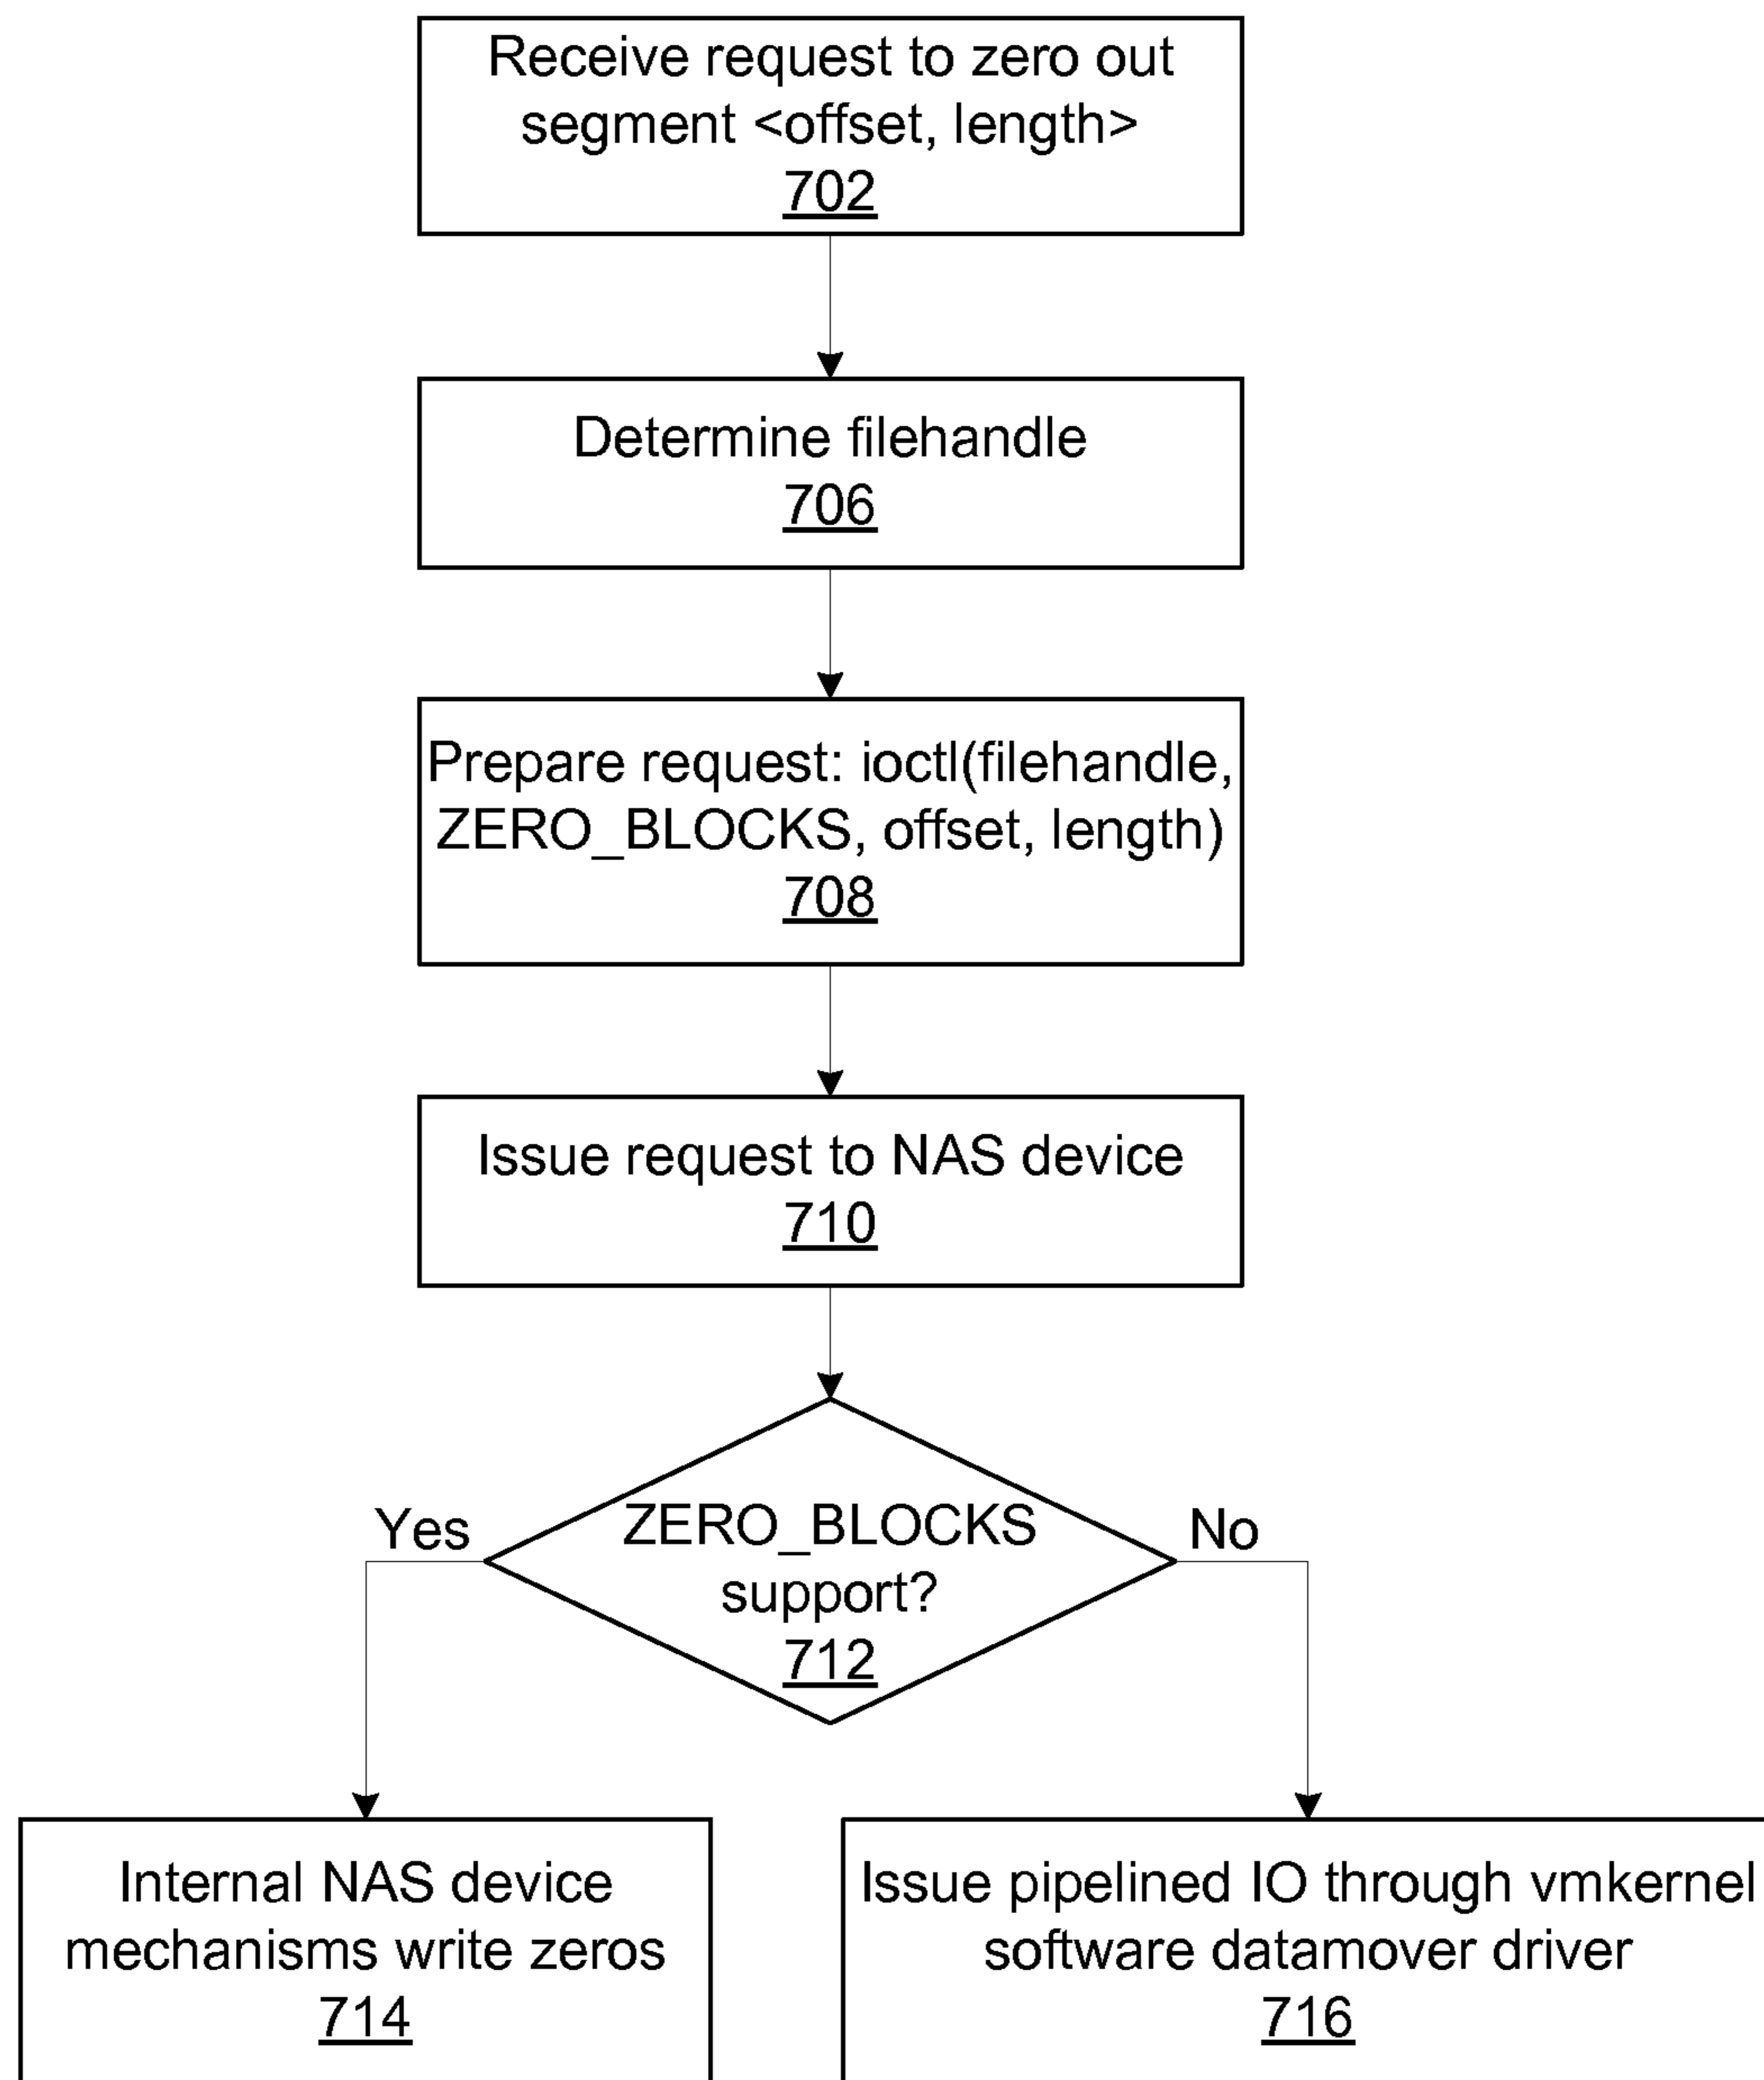 Receive request to zero out
segment <offset, length>
702
Determine filehandle
706
Prepare request: ioctl(filehandle,
ZERO_BLOCKS, offset, length)
708
Issue request to NAS device
710
ZERO_BLOCKS
support?
712
Yes
No
Internal NAS device
mechanisms write zeros
714
Issue pipelined IO through vmkernel
software datamover driver
716